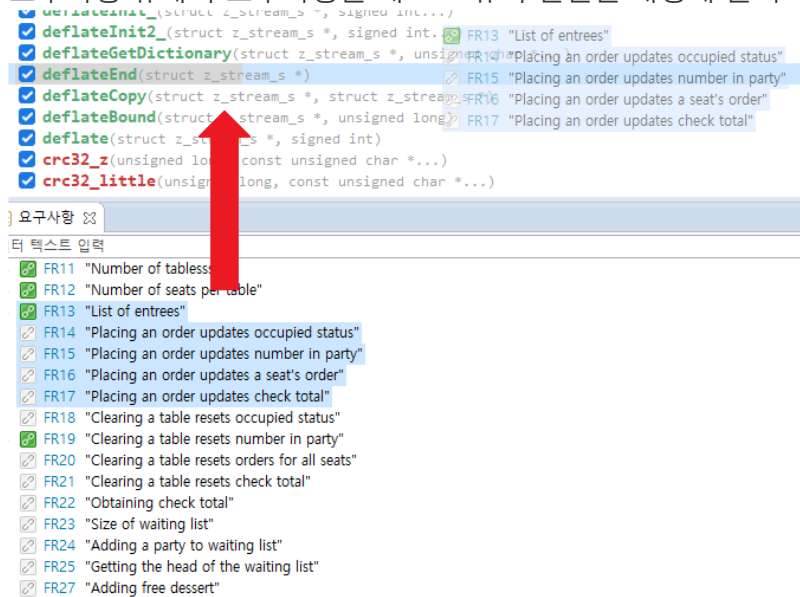 deflateInit_(struct z_stream_s *, signed int...)
deflateInit2_(struct z_stream_s *, signed int...
deflateGetDictionary(struct z_stream_s *, unsigned char *...)
deflateEnd(struct z_stream_s *)
deflateCopy(struct z_stream_s *, struct z_stream_s *)
deflateBound(struct z_stream_s *, unsigned long)
deflate(struct z_stream_s *, signed int)
crc32_z(unsigned long, const unsigned char *...)
crc32_little(unsigned long, const unsigned char *...)
FR13 "List of entrees"
FR14 "Placing an order updates occupied status"
FR15 "Placing an order updates number in party"
FR16 "Placing an order updates a seat's order"
FR17 "Placing an order updates check total"
요구사항
터 텍스트 입력
FR11 "Number of tablesss
FR12 "Number of seats per table"
FR13 "List of entrees"
FR14 "Placing an order updates occupied status"
FR15 "Placing an order updates number in party"
FR16 "Placing an order updates a seat's order"
FR17 "Placing an order updates check total"
FR18 "Clearing a table resets occupied status"
FR19 "Clearing a table resets number in party"
FR20 "Clearing a table resets orders for all seats"
FR21 "Clearing a table resets check total"
FR22 "Obtaining check total"
FR23 "Size of waiting list"
FR24 "Adding a party to waiting list"
FR25 "Getting the head of the waiting list"
FR27 "Adding free dessert"